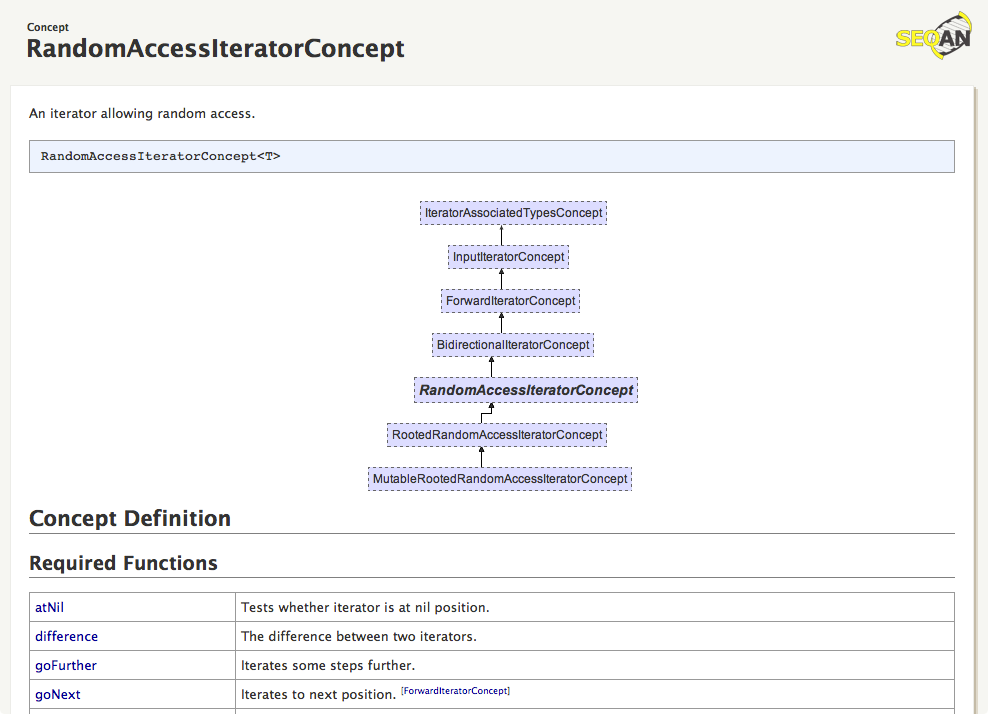 Concept
RandomAccessIteratorConcept
SEQAN
An iterator allowing random access.
RandomAccessIteratorConcept<T>
IteratorAssociatedTypesConcept
InputIteratorConcept
ForwardIteratorConcept
BidirectionalIteratorConcept
RandomAccessIteratorConcept
RootedRandomAccessIteratorConcept
MutableRootedRandomAccessIteratorConcept
Concept Definition
Required Functions
atNil Tests whether iterator is at nil position.
difference The difference between two iterators.
goFurther Iterates some steps further.
goNext Iterates to next position. [ForwardIteratorConcept]